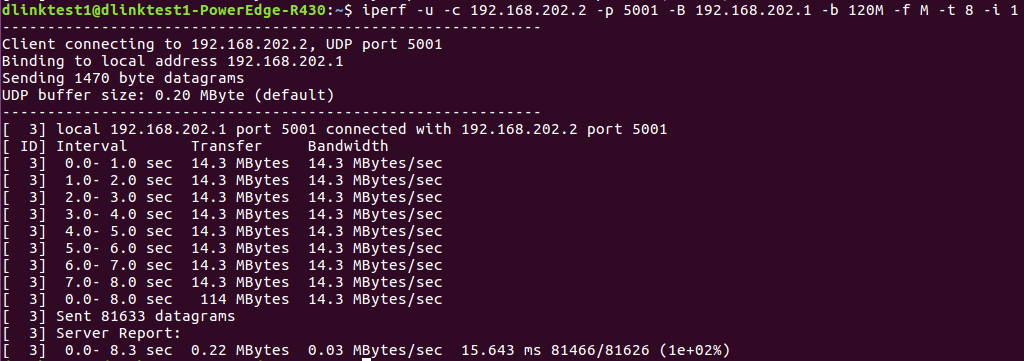 dlinktest1@dlinktest1-PowerEdge-R430:~$ iperf -u -c 192.168.202.2 -p 5001 -B 192.168.202.1 -b 120M -f M -t 8 -i 1
------------------------------------------------------------
Client connecting to 192.168.202.2, UDP port 5001
Binding to local address 192.168.202.1
Sending 1470 byte datagrams
UDP buffer size: 0.20 MByte (default)
------------------------------------------------------------
[  3] local 192.168.202.1 port 5001 connected with 192.168.202.2 port 5001
[ ID] Interval       Transfer     Bandwidth
[  3]  0.0- 1.0 sec  14.3 MBytes  14.3 MBytes/sec
[  3]  1.0- 2.0 sec  14.3 MBytes  14.3 MBytes/sec
[  3]  2.0- 3.0 sec  14.3 MBytes  14.3 MBytes/sec
[  3]  3.0- 4.0 sec  14.3 MBytes  14.3 MBytes/sec
[  3]  4.0- 5.0 sec  14.3 MBytes  14.3 MBytes/sec
[  3]  5.0- 6.0 sec  14.3 MBytes  14.3 MBytes/sec
[  3]  6.0- 7.0 sec  14.3 MBytes  14.3 MBytes/sec
[  3]  7.0- 8.0 sec  14.3 MBytes  14.3 MBytes/sec
[  3]  0.0- 8.0 sec   114 MBytes  14.3 MBytes/sec
[  3] Sent 81633 datagrams
[  3] Server Report:
[  3]  0.0- 8.3 sec  0.22 MBytes  0.03 MBytes/sec  15.643 ms 81466/81626 (1e+02%)